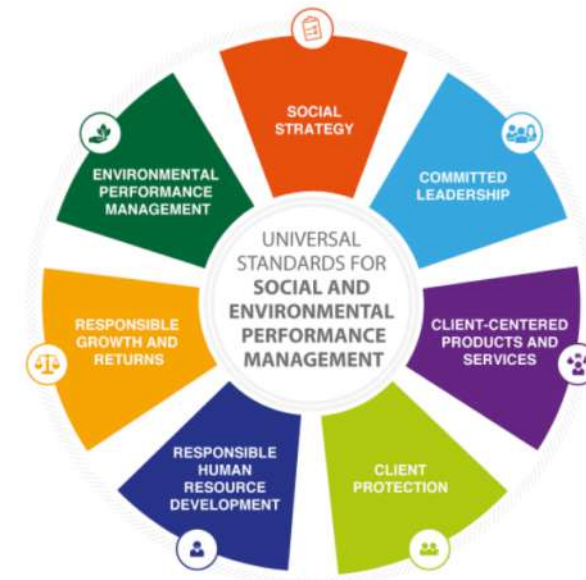 SOCIAL
STRATEGY
COMMITTED
LEADERSHIP
CLIENT-CENTERED
PRODUCTS AND
SERVICES
CLIENT
PROTECTION
RESPONSIBLE
HUMAN
RESOURCE
DEVELOPMENT
RESPONSIBLE
GROWTH AND
RETURNS
ENVIRONMENTAL
PERFORMANCE
MANAGEMENT
UNIVERSAL
STANDARDS FOR
SOCIAL AND
ENVIRONMENTAL
PERFORMANCE
MANAGEMENT